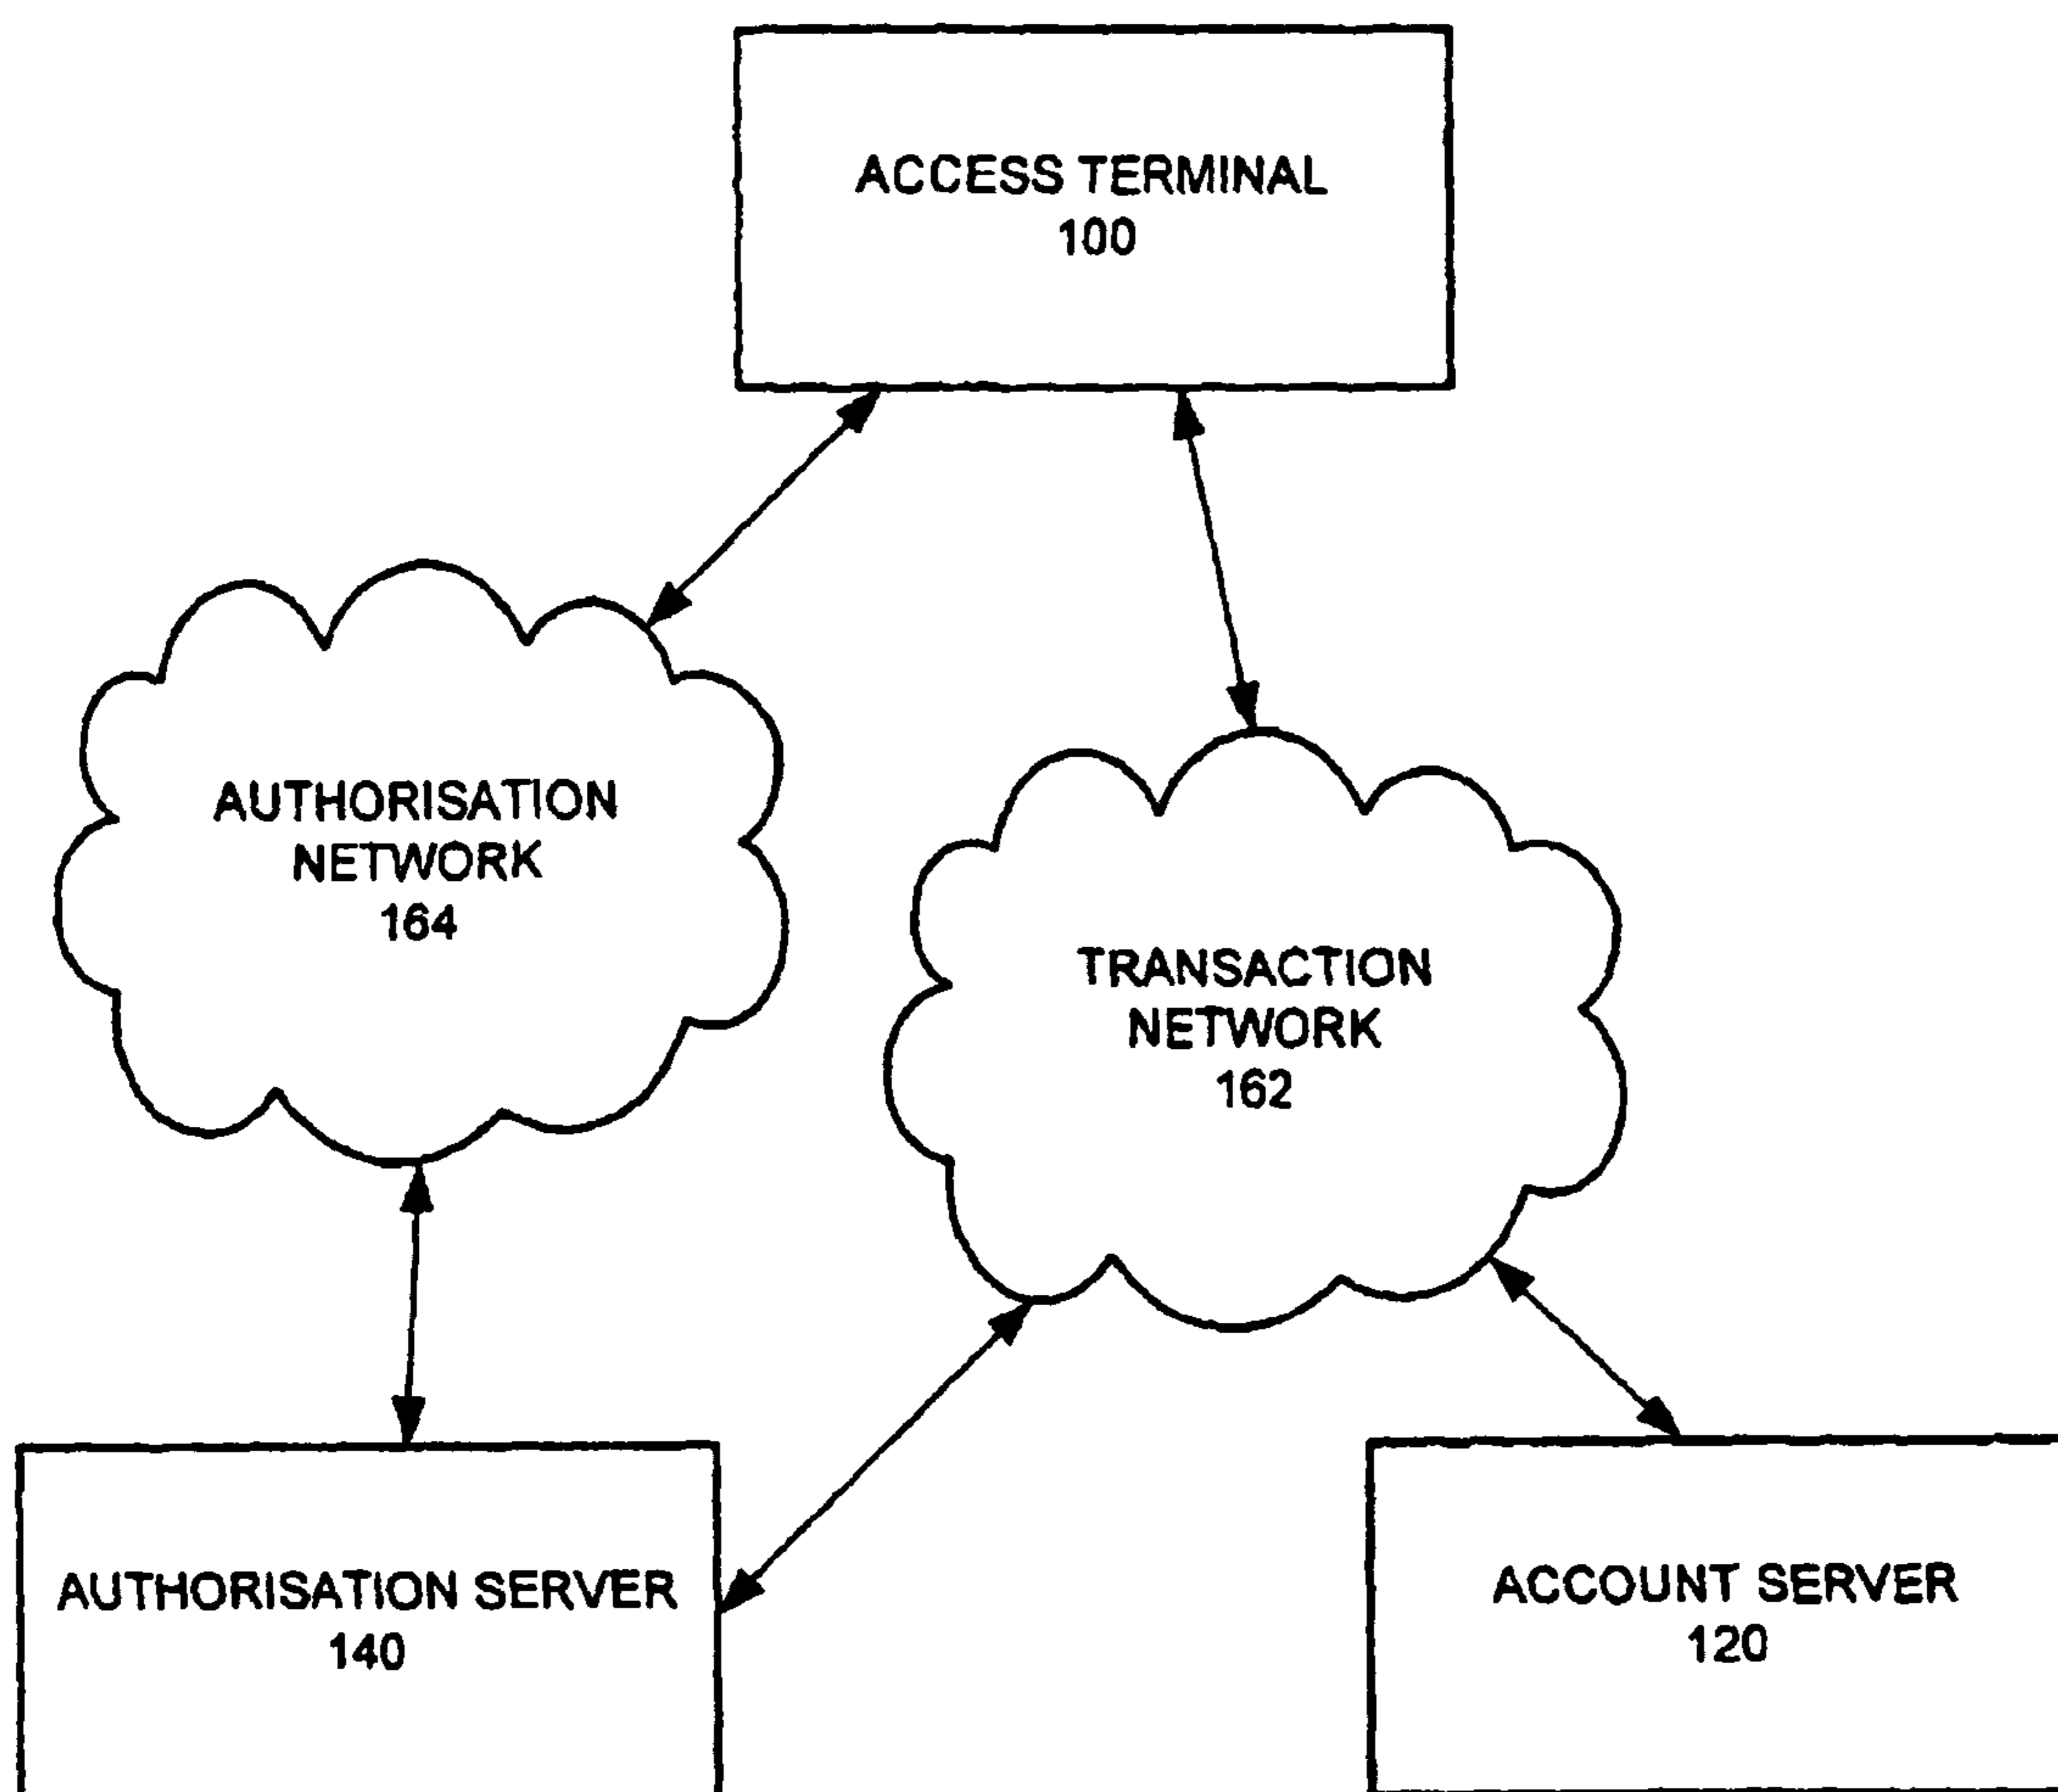 ACCESS TERMINAL
100
AUTHORISATION
NETWORK
164
TRANSACTION
NETWORK
162
AUTHORISATION SERVER
140
ACCOUNT SERVER
120